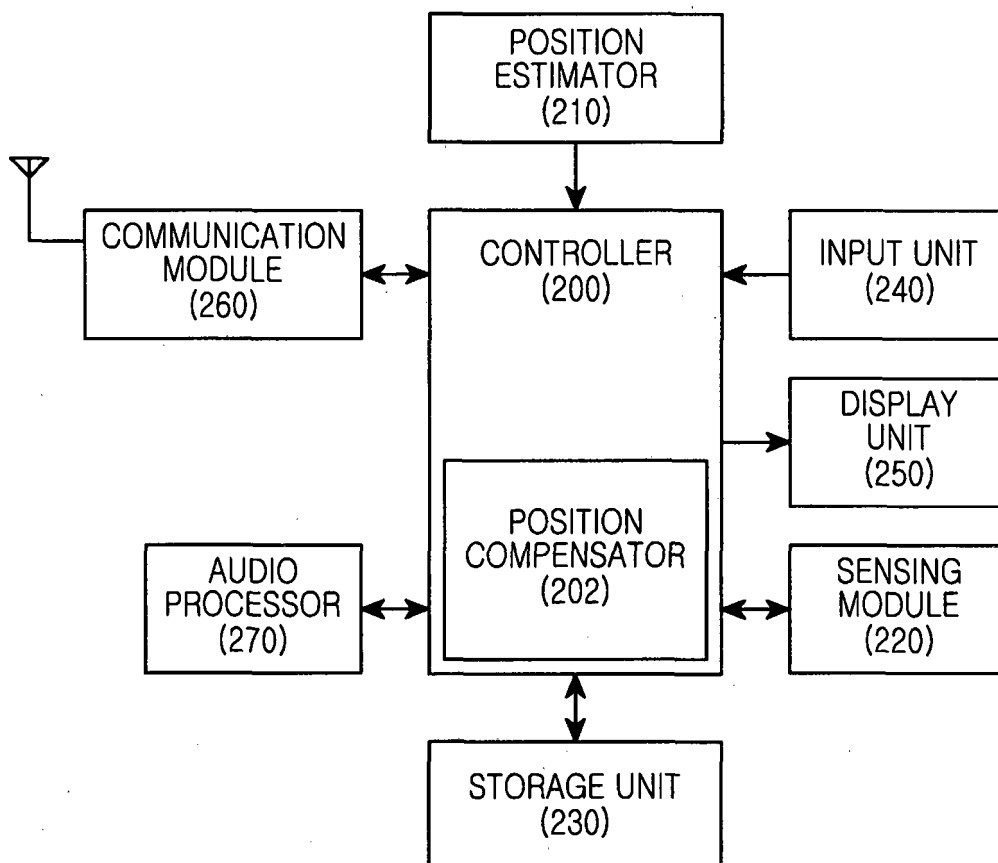 POSITION
ESTIMATOR
(210)
COMMUNICATION
MODULE
(260)
CONTROLLER
(200)
INPUT UNIT
(240)
DISPLAY
UNIT
(250)
POSITION
COMPENSATOR
(202)
AUDIO
PROCESSOR
(270)
SENSING
MODULE
(220)
STORAGE UNIT
(230)